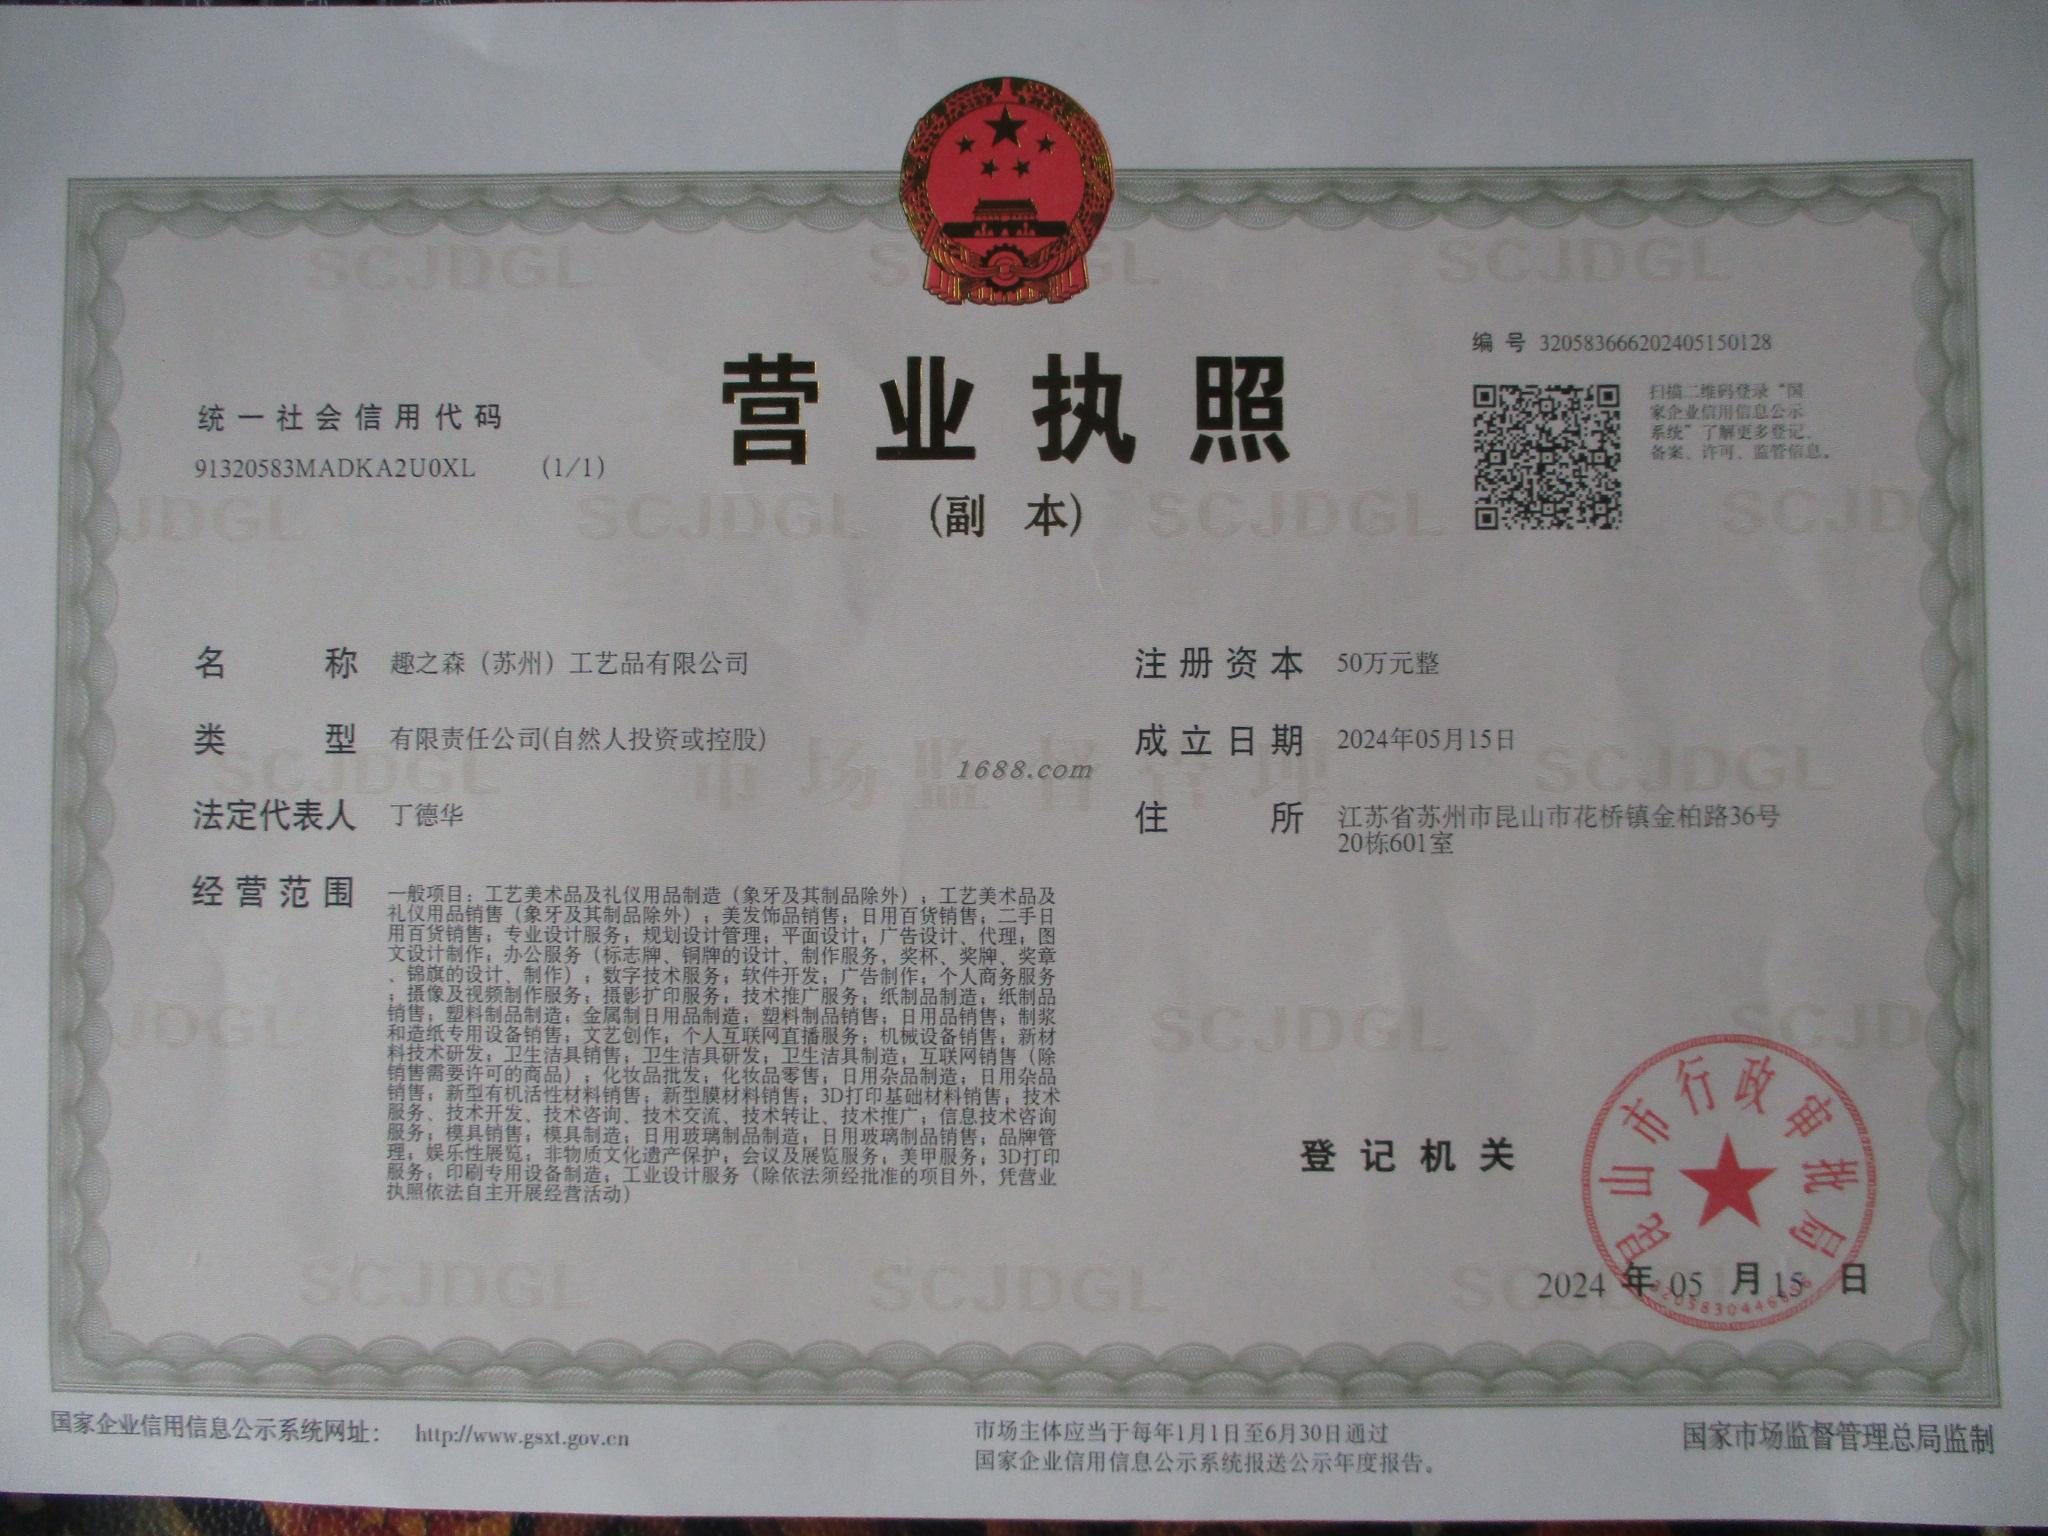 编 号 320583666202405150128
营业执照
(副 本)
统一社会信用代码
91320583MADKA2U0XL (1/1)
扫描二维码登录“国
家企业信用信息公示
系统”了解更多登记、
备案、许可、监管信息。
名 称 趣之森（苏州）工艺品有限公司
类 型 有限责任公司(自然人投资或控股)
法定代表人 丁德华
经营范围 一般项目：工艺美术品及礼仪用品制造（象牙及其制品除外）；工艺美术品及
礼仪用品销售（象牙及其制品除外）；美发饰品销售；日用百货销售；二手日
用百货销售；专业设计服务；规划设计管理；平面设计；广告设计、代理；图
文设计制作；办公服务（标志牌、铜牌的设计、制作服务，奖杯、奖牌、奖章
、锦旗的设计、制作）；数字技术服务；软件开发；广告制作；个人商务服务
；摄像及视频制作服务；摄影扩印服务；技术推广服务；纸制品制造；纸制品
销售；塑料制品制造；金属制日用品制造；塑料制品销售；日用品销售；制浆
和造纸专用设备销售；文艺创作；个人互联网直播服务；机械设备销售；新材
料技术研发；卫生洁具销售；卫生洁具研发；卫生洁具制造；互联网销售（除
销售需要许可的商品）；化妆品批发；化妆品零售；日用杂品制造；日用杂品
销售；新型有机活性材料销售；新型膜材料销售；3D打印基础材料销售；技术
服务、技术开发、技术咨询、技术交流、技术转让、技术推广；信息技术咨询
服务；模具销售；模具制造；日用玻璃制品制造；日用玻璃制品销售；品牌管
理；娱乐性展览；非物质文化遗产保护；会议及展览服务；美甲服务；3D打印
服务；印刷专用设备制造；工业设计服务（除依法须经批准的项目外，凭营业
执照依法自主开展经营活动）
注册资本 50万元整
成立日期 2024年05月15日
住 所 江苏省苏州市昆山市花桥镇金柏路36号
20栋601室
市场监督管理
1688.com
SCJDGL
登记机关
昆山市行政审批局
2024 年 05 月 15 日
国家企业信用信息公示系统网址： http://www.gsxt.gov.cn
市场主体应当于每年1月1日至6月30日通过
国家企业信用信息公示系统报送公示年度报告。
国家市场监督管理总局监制